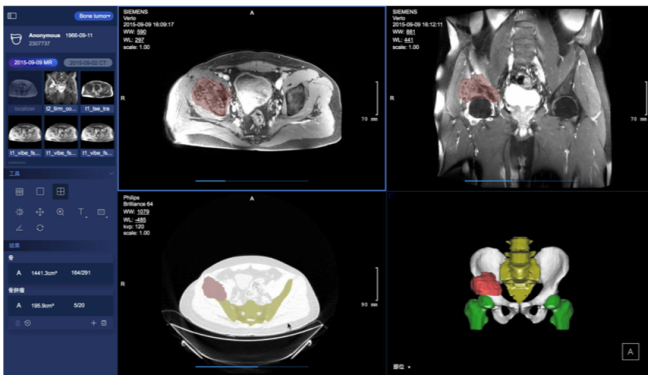 Bone tumor
Anonymous 1966-09-11
2307737
2015-09-09 MR
2015-09-02 CT
location
t2_tirm_co...
t1_tse_tra
t1_vibe_fs...
t1_vibe_fs...
t1_vibe_fs...
工具
T
结果
骨
A 1441.3cm³ 164/291
骨肿瘤
A 195.9cm³ 5/20
SIEMENS
Verio
2015-09-09 16:09:17
WW: 590
WL: 297
scale: 1.00
A
R
70 mm
SIEMENS
Verio
2015-09-09 16:12:11
WW: 881
WL: 441
scale: 1.00
H
R
70 mm
Philips
Brilliance 64
WW: 1079
WL: -485
kvp: 120
scale: 1.00
A
R
90 mm
部位
A